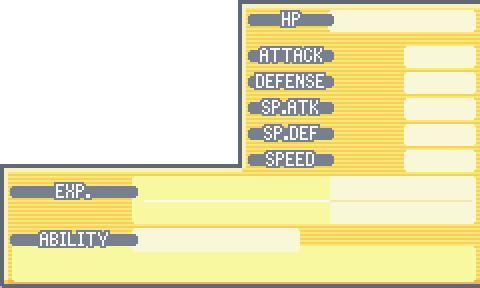 HP
ATTACK
DEFENSE
SP.ATK
SP.DEF
SPEED
EXP.
ABILITY